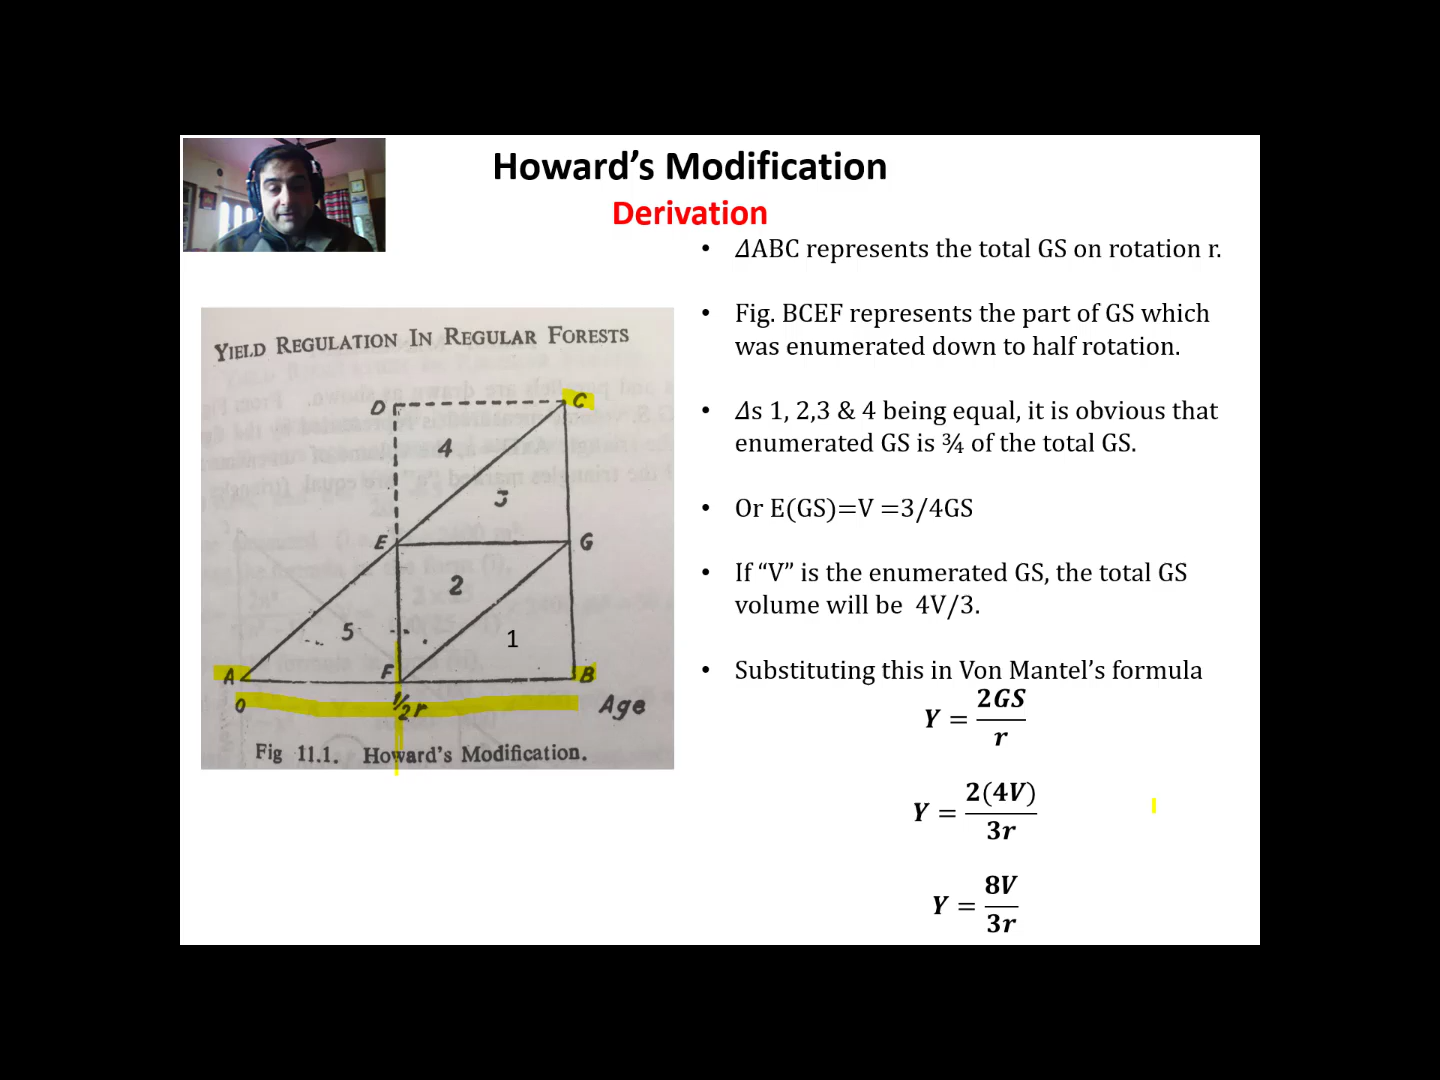 Howard’s Modification
Derivation
• 𝛥ABC represents the total GS on rotation r.
• Fig. BCEF represents the part of GS which
was enumerated down to half rotation.
• 𝛥s 1, 2,3 & 4 being equal, it is obvious that
enumerated GS is ¾ of the total GS.
• Or E(GS)=V =3/4GS
• If “V” is the enumerated GS, the total GS
volume will be 4V/3.
• Substituting this in Von Mantel’s formula
Y = 2GS / r
Y = 2(4V) / 3r
Y = 8V / 3r
YIELD REGULATION IN REGULAR FORESTS
D C
4
3
E G
2
5 1
A F B
0 ½r Age
Fig 11.1. Howard’s Modification.